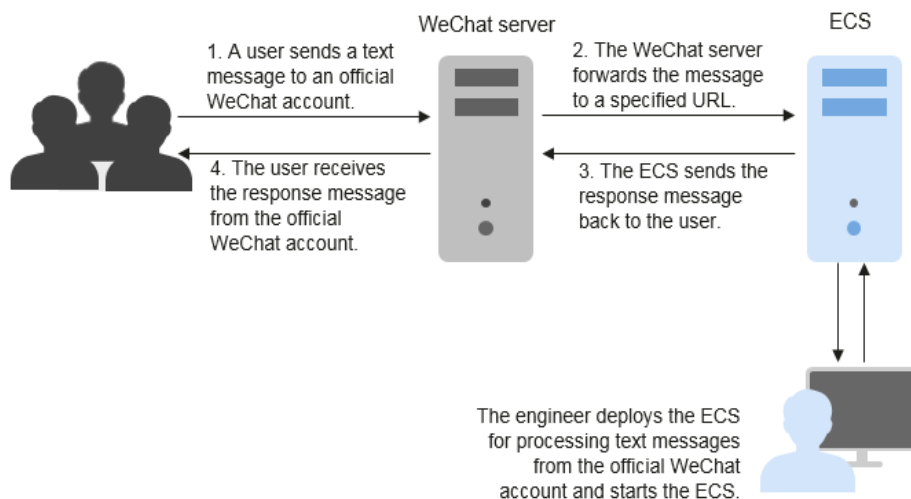 WeChat server
ECS
1. A user sends a text
message to an official
WeChat account.
2. The WeChat server
forwards the message
to a specified URL.
4. The user receives
the response message
from the official
WeChat account.
3. The ECS sends the
response message
back to the user.
The engineer deploys the ECS
for processing text messages
from the official WeChat
account and starts the ECS.